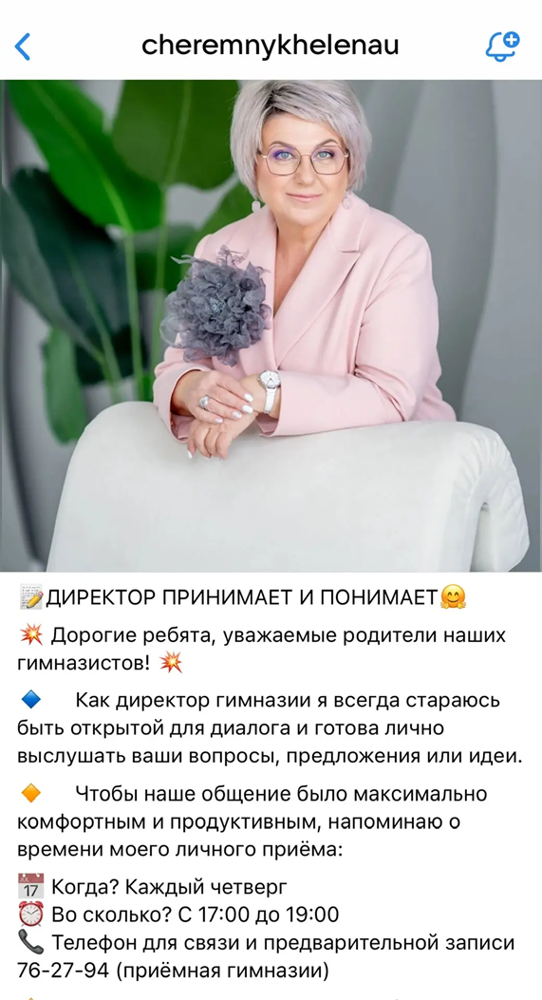 cheremnykhelenau
📝ДИРЕКТОР ПРИНИМАЕТ И ПОНИМАЕТ🤗
💥 Дорогие ребята, уважаемые родители наших
гимназистов! 💥
🔷 Как директор гимназии я всегда стараюсь
быть открытой для диалога и готова лично
выслушать ваши вопросы, предложения или идеи.
🔶 Чтобы наше общение было максимально
комфортным и продуктивным, напоминаю о
времени моего личного приёма:
📅 Когда? Каждый четверг
⏰ Во сколько? С 17:00 до 19:00
📞 Телефон для связи и предварительной записи
76-27-94 (приёмная гимназии)